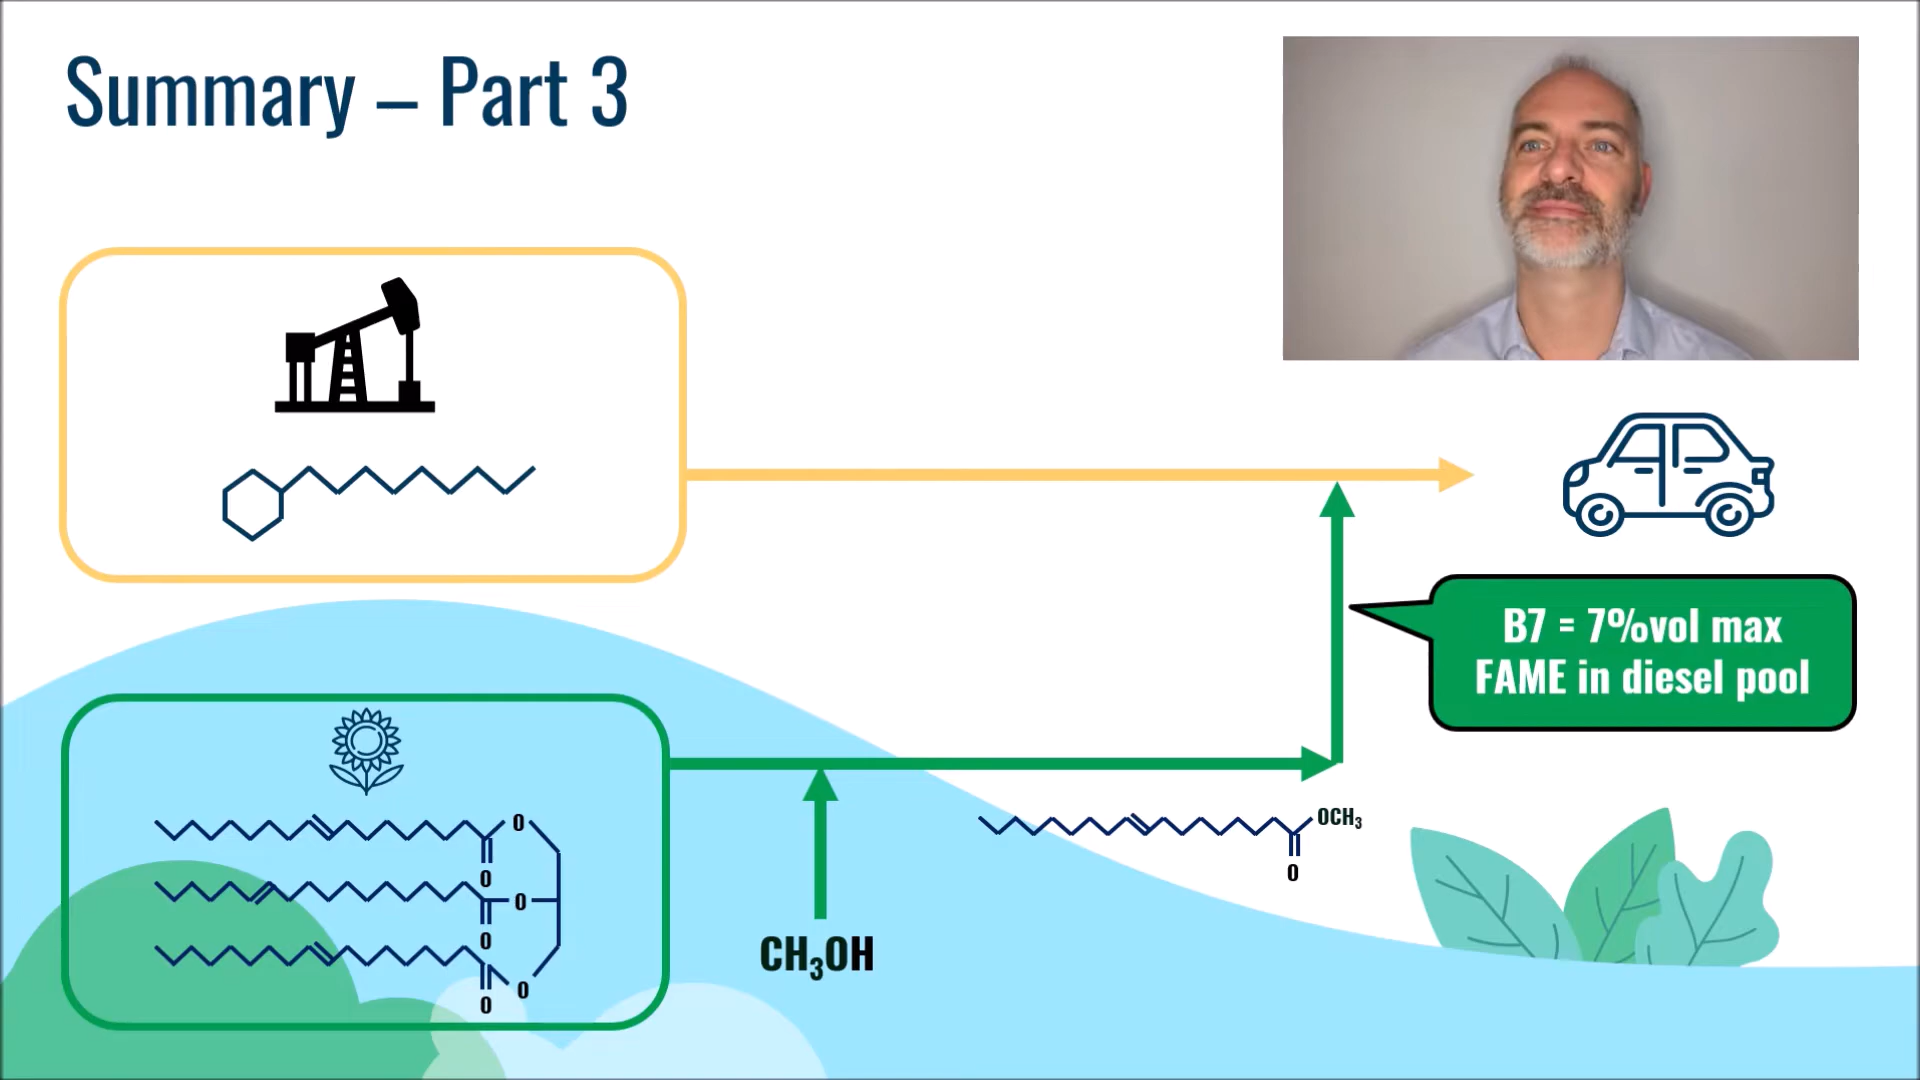 Summary – Part 3
B7 = 7%vol max
FAME in diesel pool
O
O
O
O
O
O
OCH₃
O
CH₃OH